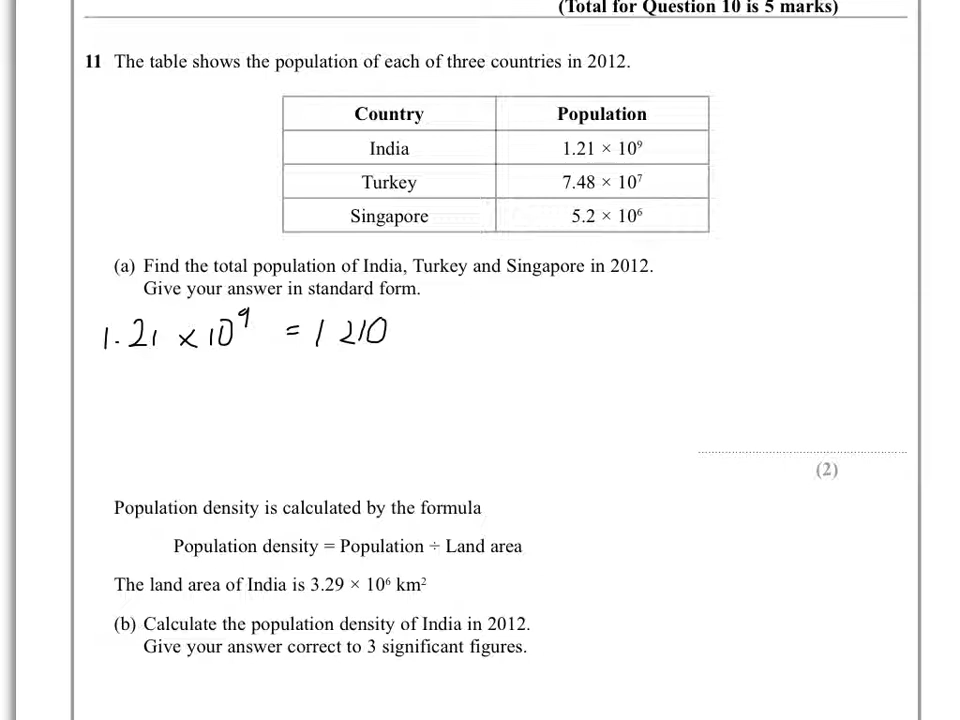 (Total for Question 10 is 5 marks)
11 The table shows the population of each of three countries in 2012.
Country Population
India 1.21 × 10⁹
Turkey 7.48 × 10⁷
Singapore 5.2 × 10⁶
(a) Find the total population of India, Turkey and Singapore in 2012.
Give your answer in standard form.
1.21 × 10⁹ = 1 210
(2)
Population density is calculated by the formula
Population density = Population ÷ Land area
The land area of India is 3.29 × 10⁶ km²
(b) Calculate the population density of India in 2012.
Give your answer correct to 3 significant figures.